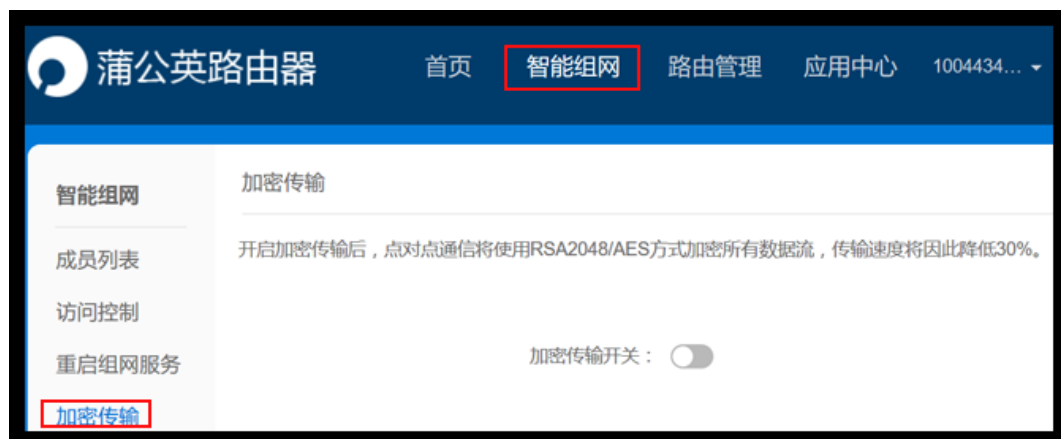 蒲公英路由器 首页 智能组网 路由管理 应用中心 1004434...
智能组网
成员列表
访问控制
重启组网服务
加密传输
加密传输
开启加密传输后，点对点通信将使用RSA2048/AES方式加密所有数据流，传输速度将因此降低30%。
加密传输开关：